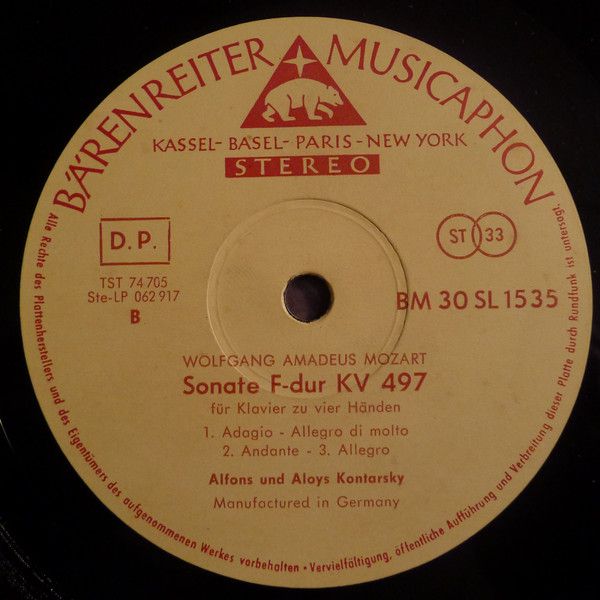 BÄRENREITER MUSICAPHON
KASSEL- BASEL- PARIS - NEW YORK
STEREO
D.P.
ST 33
TST 74 705
Ste-LP 062 917
B
BM 30 SL 1535
WOLFGANG AMADEUS MOZART
Sonate F-dur KV 497
für Klavier zu vier Händen
1. Adagio - Allegro di molto
2. Andante - 3. Allegro
Alfons und Aloys Kontarsky
Manufactured in Germany
Alle Rechte des Plattenherstellers und des Eigentümers des aufgenommenen Werkes vorbehalten • Vervielfältigung, öffentliche Aufführung und Verbreitung dieser Platte durch Rundfunk ist untersagt.